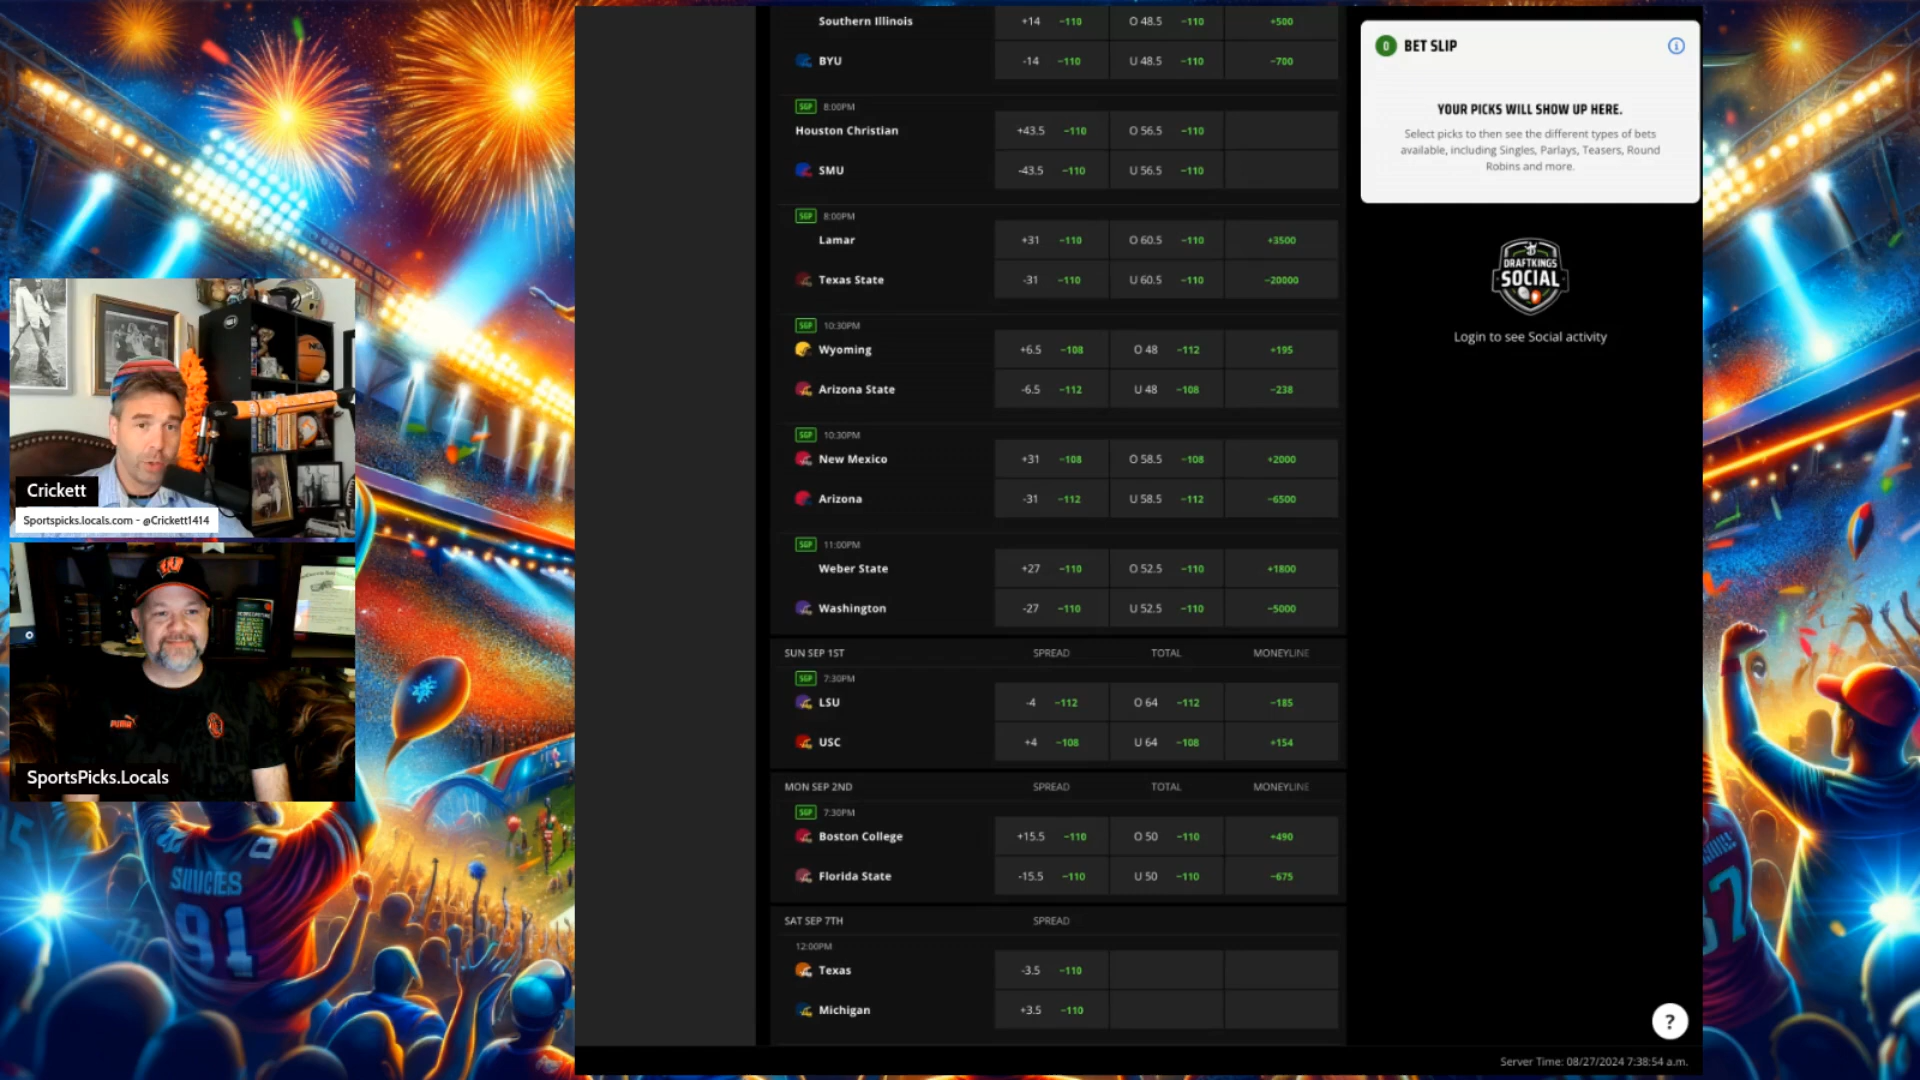 Southern Illinois +14 −110 O 48.5 −110 +500
BYU -14 −110 U 48.5 −110 −700
SGP 8:00PM
Houston Christian +43.5 −110 O 56.5 −110
SMU -43.5 −110 U 56.5 −110
SGP 8:00PM
Lamar +31 −110 O 60.5 −110 +3500
Texas State -31 −110 U 60.5 −110 −20000
SGP 10:30PM
Wyoming +6.5 −108 O 48 −112 +195
Arizona State -6.5 −112 U 48 −108 −238
SGP 10:30PM
New Mexico +31 −108 O 58.5 −108 +2000
Arizona -31 −112 U 58.5 −112 −6500
SGP 11:00PM
Weber State +27 −110 O 52.5 −110 +1800
Washington -27 −110 U 52.5 −110 −5000
SUN SEP 1ST SPREAD TOTAL MONEYLINE
SGP 7:30PM
LSU -4 −112 O 64 −112 −185
USC +4 −108 U 64 −108 +154
MON SEP 2ND SPREAD TOTAL MONEYLINE
SGP 7:30PM
Boston College +15.5 −110 O 50 −110 +490
Florida State -15.5 −110 U 50 −110 −675
SAT SEP 7TH SPREAD
12:00PM
Texas -3.5 −110
Michigan +3.5 −110
0 BET SLIP
YOUR PICKS WILL SHOW UP HERE.
Select picks to then see the different types of bets
available, including Singles, Parlays, Teasers, Round
Robins and more.
DRAFTKINGS
SOCIAL
Login to see Social activity
?
Server Time: 08/27/2024 7:38:54 a.m.
Crickett
Sportspicks.locals.com - @Crickett1414
PUMA
SportsPicks.Locals
91